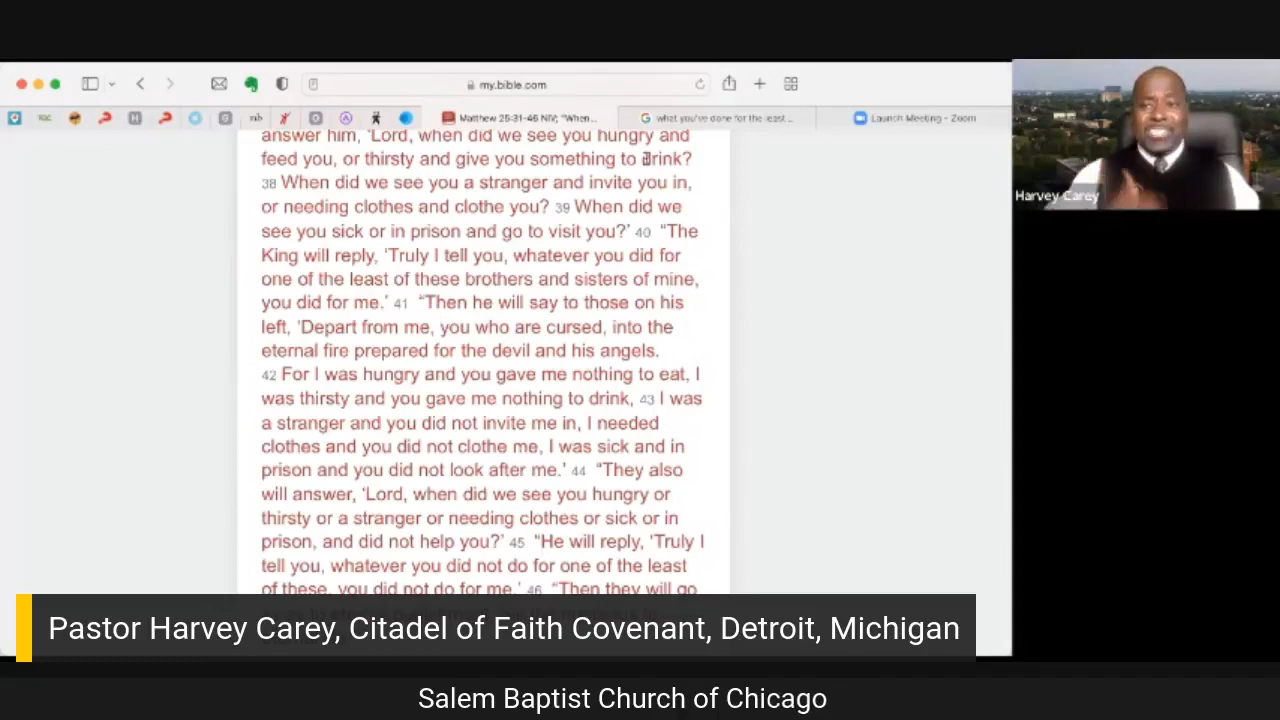 my.bible.com
Matthew 25:31-46 NIV; "When...
what you've done for the least ...
Launch Meeting - Zoom
answer him, 'Lord, when did we see you hungry and
feed you, or thirsty and give you something to drink?
38 When did we see you a stranger and invite you in,
or needing clothes and clothe you? 39 When did we
see you sick or in prison and go to visit you?' 40 "The
King will reply, 'Truly I tell you, whatever you did for
one of the least of these brothers and sisters of mine,
you did for me.' 41 "Then he will say to those on his
left, 'Depart from me, you who are cursed, into the
eternal fire prepared for the devil and his angels.
42 For I was hungry and you gave me nothing to eat, I
was thirsty and you gave me nothing to drink, 43 I was
a stranger and you did not invite me in, I needed
clothes and you did not clothe me, I was sick and in
prison and you did not look after me.' 44 "They also
will answer, 'Lord, when did we see you hungry or
thirsty or a stranger or needing clothes or sick or in
prison, and did not help you?' 45 "He will reply, 'Truly I
tell you, whatever you did not do for one of the least
of these, you did not do for me.' 46 "Then they will go
Harvey Carey
Pastor Harvey Carey, Citadel of Faith Covenant, Detroit, Michigan
Salem Baptist Church of Chicago